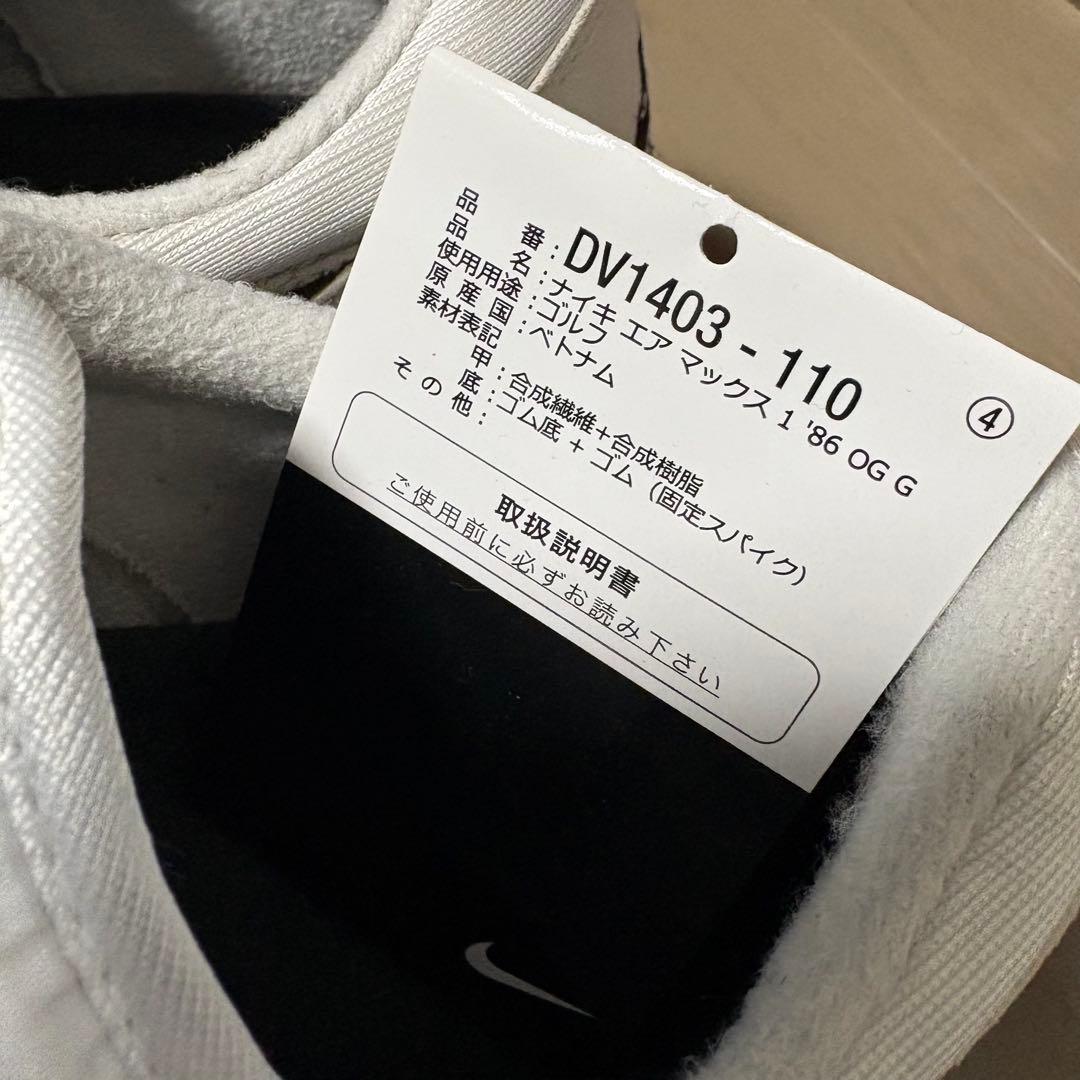 品番：DV1403 - 110
品名：ナイキ エア マックス 1 '86 OG G
使用用途：ゴルフ
原産国：ベトナム
素材表記
甲：合成繊維+合成樹脂
底：ゴム底 + ゴム (固定スパイク)
その他：
④
取扱説明書
ご使用前に必ずお読み下さい